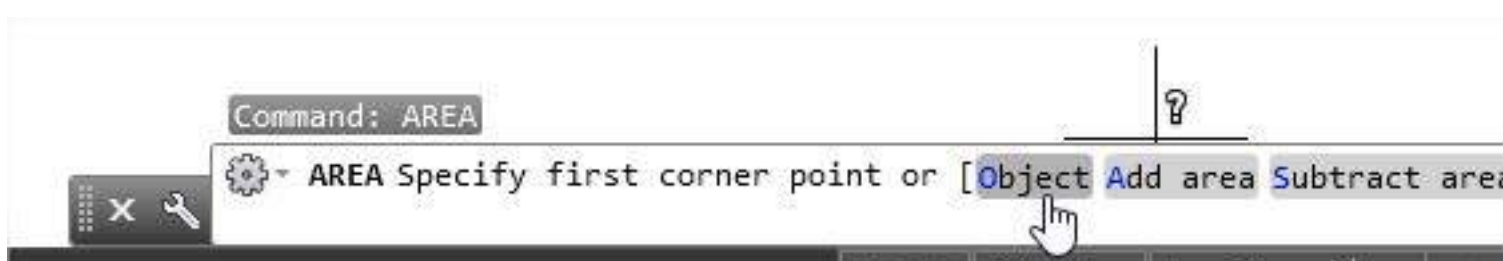 Command: AREA
AREA Specify first corner point or [Object Add area Subtract area